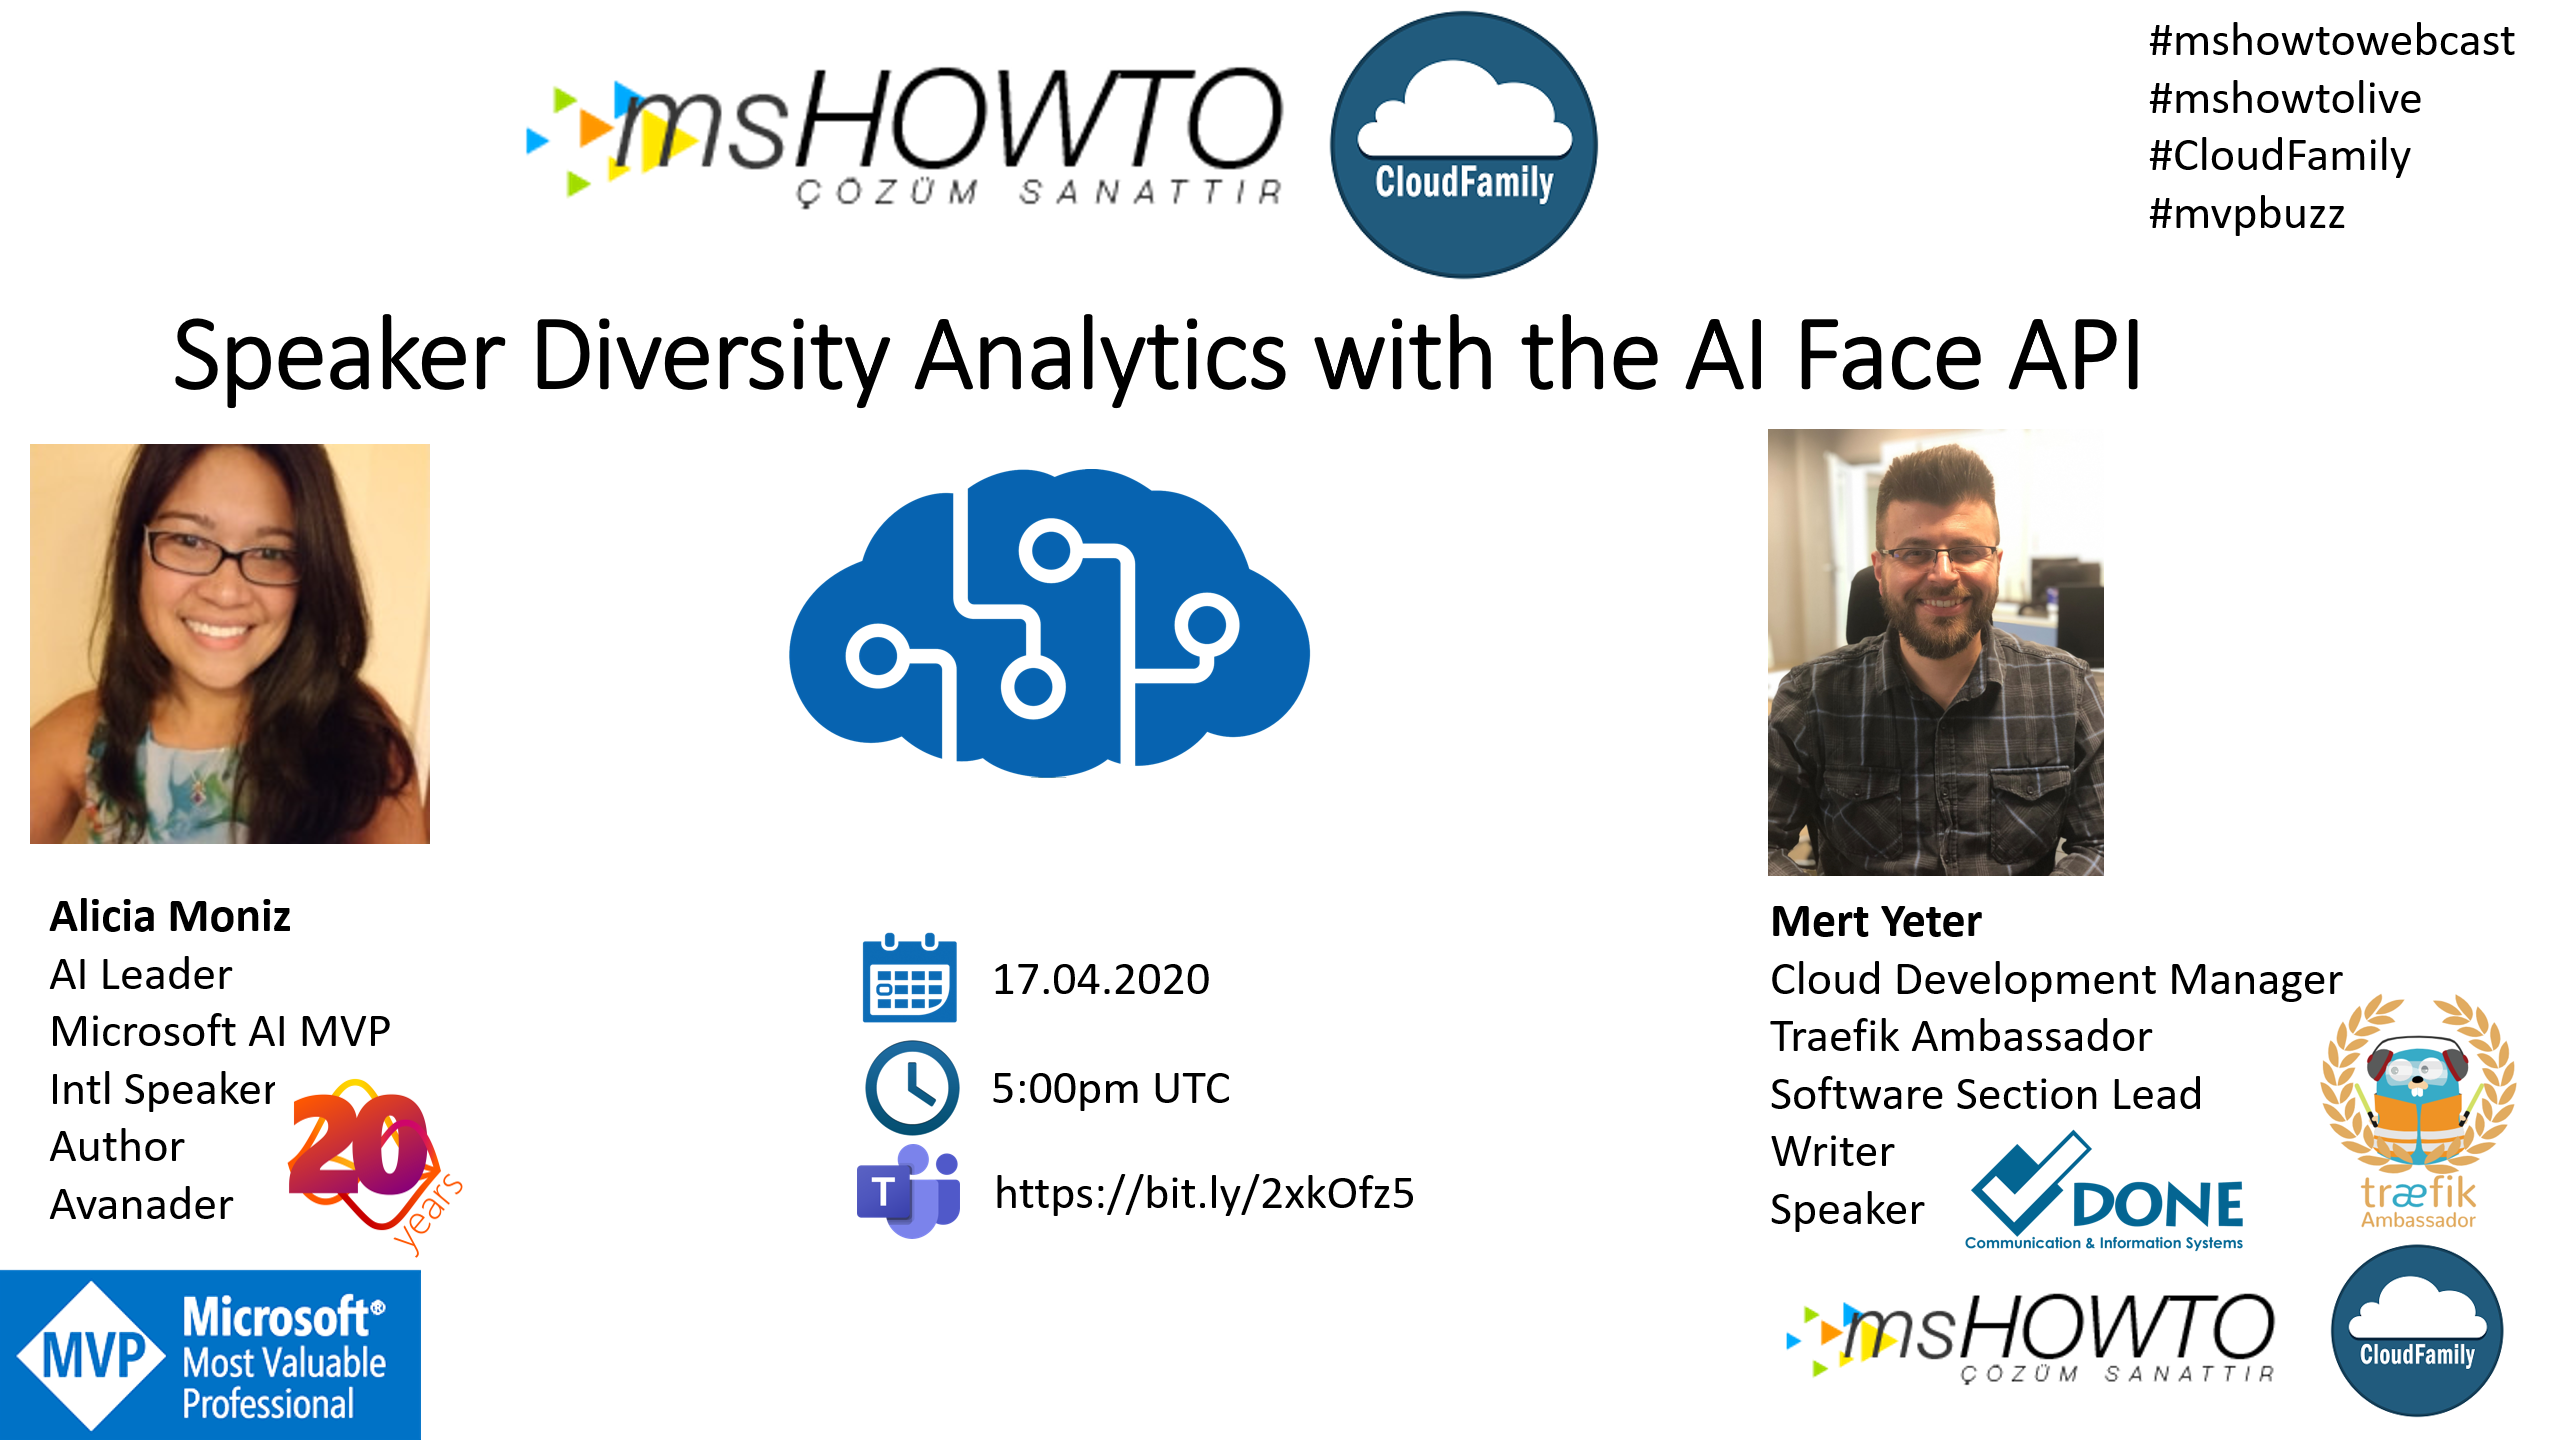 msHOWTO
ÇÖZÜM SANATTIR
CloudFamily
#mshowtowebcast
#mshowtolive
#CloudFamily
#mvpbuzz
Speaker Diversity Analytics with the AI Face API
Alicia Moniz
AI Leader
Microsoft AI MVP
Intl Speaker
Author
Avanader
20
years
MVP
Microsoft®
Most Valuable
Professional
17.04.2020
5:00pm UTC
T
https://bit.ly/2xkOfz5
Mert Yeter
Cloud Development Manager
Traefik Ambassador
Software Section Lead
Writer
Speaker
DONE
Communication & Information Systems
træfik
Ambassador
msHOWTO
ÇÖZÜM SANATTIR
CloudFamily